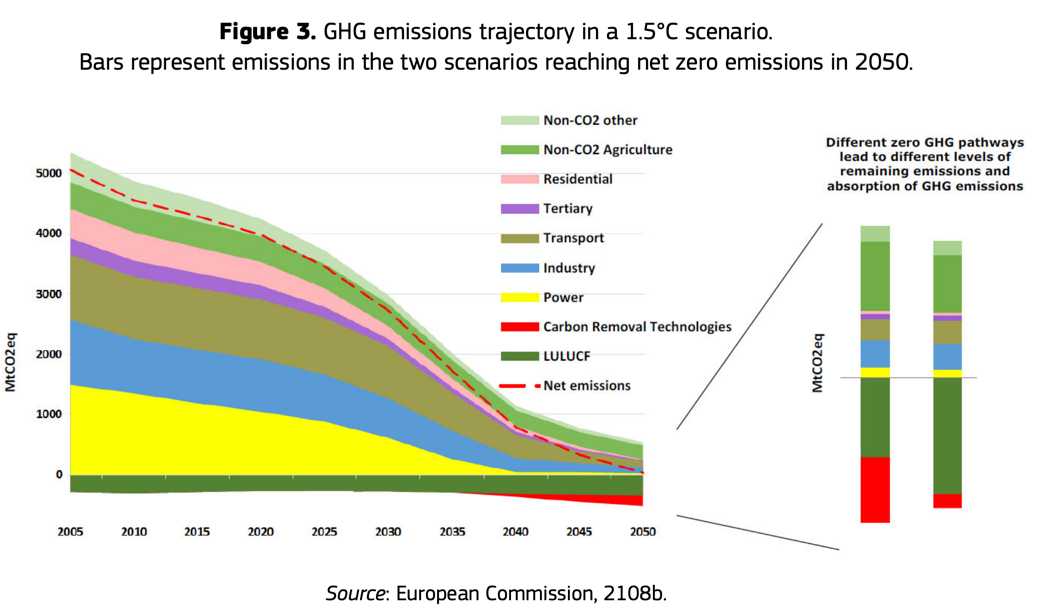 Figure 3. GHG emissions trajectory in a 1.5°C scenario.
Bars represent emissions in the two scenarios reaching net zero emissions in 2050.
MtCO2eq
5000
4000
3000
2000
1000
0
2005 2010 2015 2020 2025 2030 2035 2040 2045 2050
Non-CO2 other
Non-CO2 Agriculture
Residential
Tertiary
Transport
Industry
Power
Carbon Removal Technologies
LULUCF
Net emissions
Different zero GHG pathways
lead to different levels of
remaining emissions and
absorption of GHG emissions
MtCO2eq
Source: European Commission, 2108b.